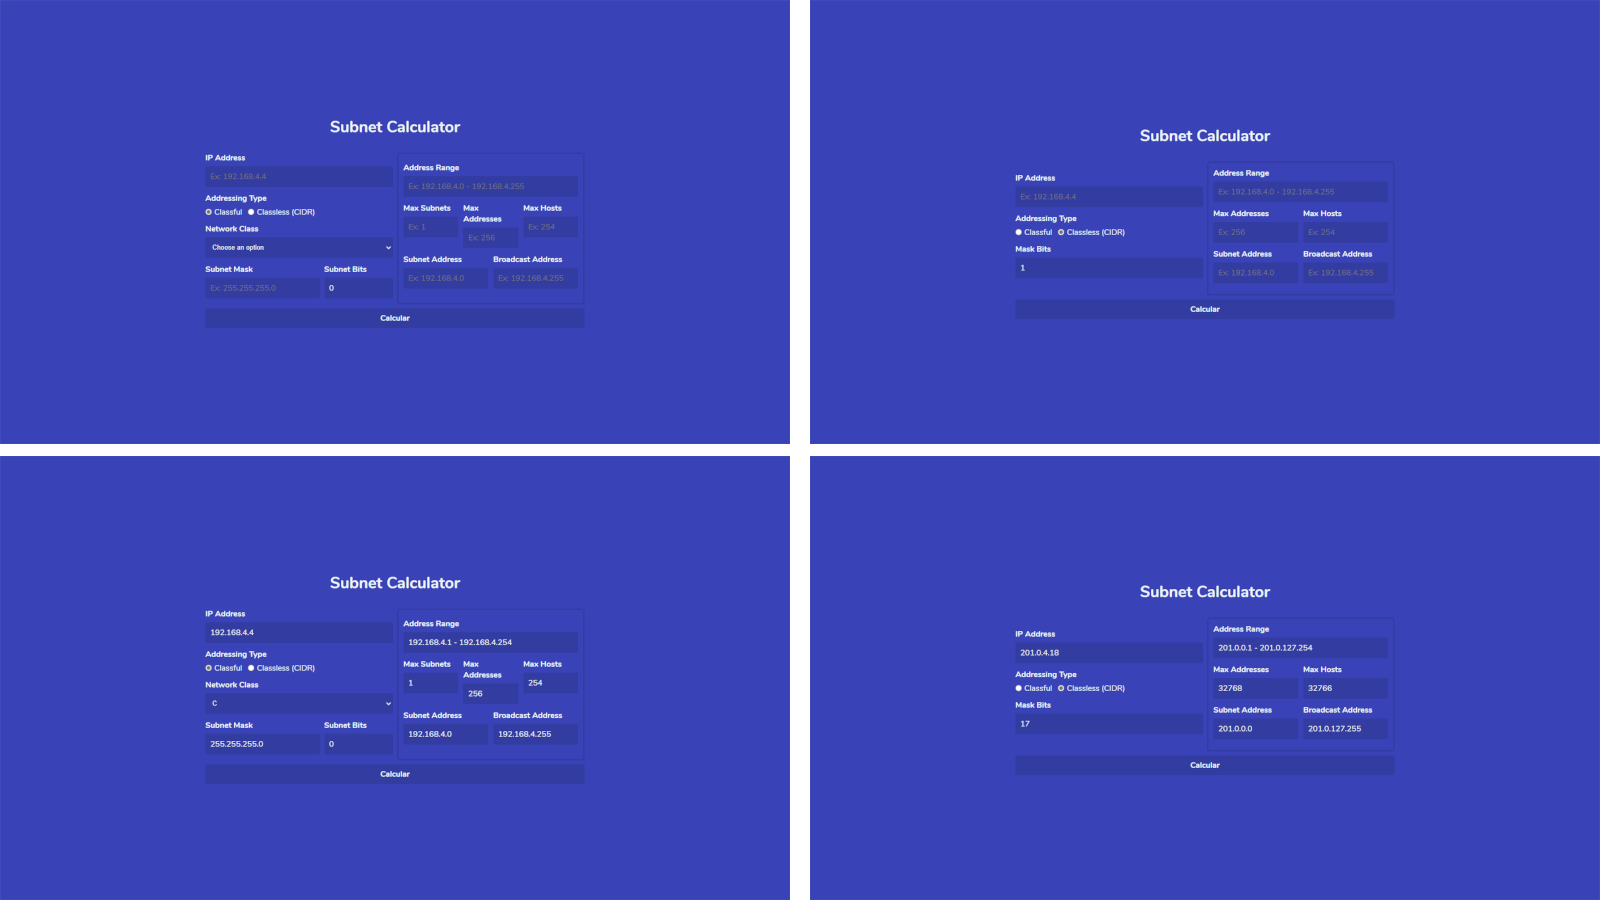 Subnet Calculator
IP Address
Ex: 192.168.4.4
Addressing Type
Classful Classless (CIDR)
Network Class
Choose an option
Subnet Mask Subnet Bits
Ex: 255.255.255.0 0
Address Range
Ex: 192.168.4.0 - 192.168.4.255
Max Subnets Max Addresses Max Hosts
Ex: 1 Ex: 256 Ex: 254
Subnet Address Broadcast Address
Ex: 192.168.4.0 Ex: 192.168.4.255
Calcular
Subnet Calculator
IP Address
Ex: 192.168.4.4
Addressing Type
Classful Classless (CIDR)
Mask Bits
1
Address Range
Ex: 192.168.4.0 - 192.168.4.255
Max Addresses Max Hosts
Ex: 256 Ex: 254
Subnet Address Broadcast Address
Ex: 192.168.4.0 Ex: 192.168.4.255
Calcular
Subnet Calculator
IP Address
192.168.4.4
Addressing Type
Classful Classless (CIDR)
Network Class
C
Subnet Mask Subnet Bits
255.255.255.0 0
Address Range
192.168.4.1 - 192.168.4.254
Max Subnets Max Addresses Max Hosts
1 256 254
Subnet Address Broadcast Address
192.168.4.0 192.168.4.255
Calcular
Subnet Calculator
IP Address
201.0.4.18
Addressing Type
Classful Classless (CIDR)
Mask Bits
17
Address Range
201.0.0.1 - 201.0.127.254
Max Addresses Max Hosts
32768 32766
Subnet Address Broadcast Address
201.0.0.0 201.0.127.255
Calcular